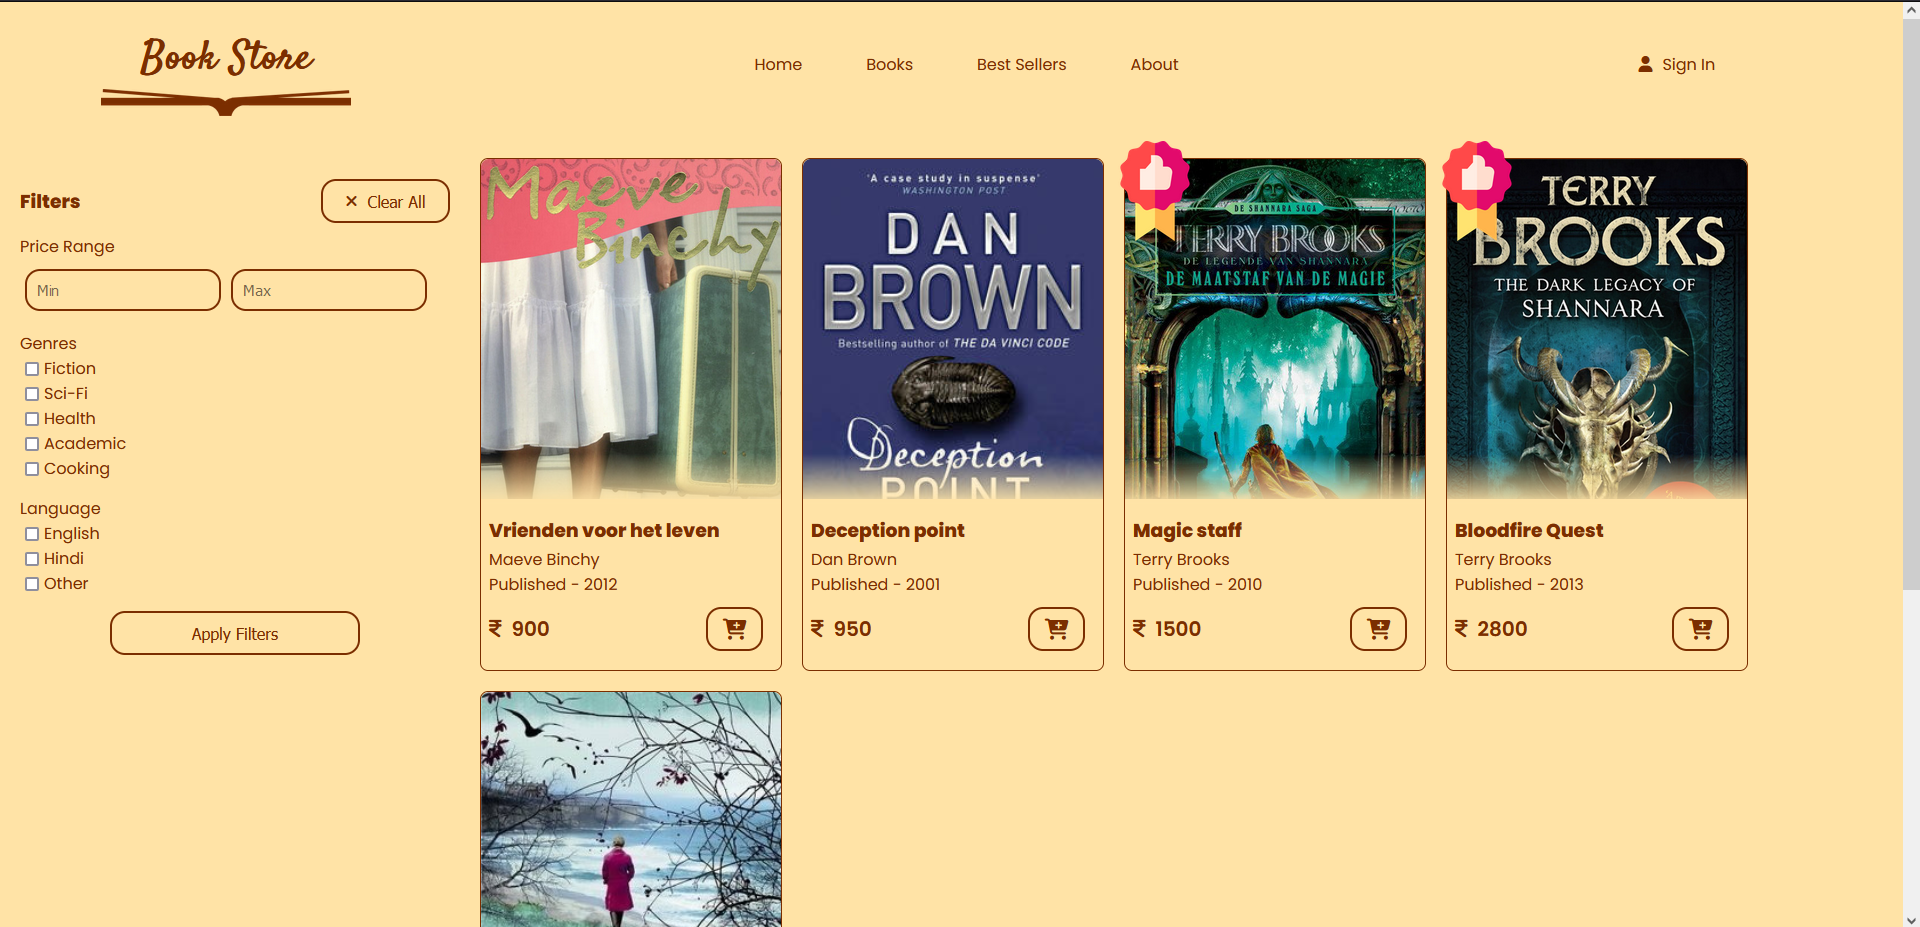 Book Store
Home
Books
Best Sellers
About
Sign In
Filters
Clear All
Price Range
Min
Max
Genres
Fiction
Sci-Fi
Health
Academic
Cooking
Language
English
Hindi
Other
Apply Filters
Maeve
Binchy
Vrienden voor het leven
Maeve Binchy
Published - 2012
₹ 900
'A case study in suspense'
WASHINGTON POST
DAN
BROWN
Bestselling author of THE DA VINCI CODE
Deception
POINT
Deception point
Dan Brown
Published - 2001
₹ 950
DE SHANNARA SAGA
TERRY BROOKS
DE LEGENDE VAN SHANNARA
DE MAATSTAF VAN DE MAGIE
Magic staff
Terry Brooks
Published - 2010
₹ 1500
TERRY
BROOKS
THE DARK LEGACY OF
SHANNARA
Bloodfire Quest
Terry Brooks
Published - 2013
₹ 2800